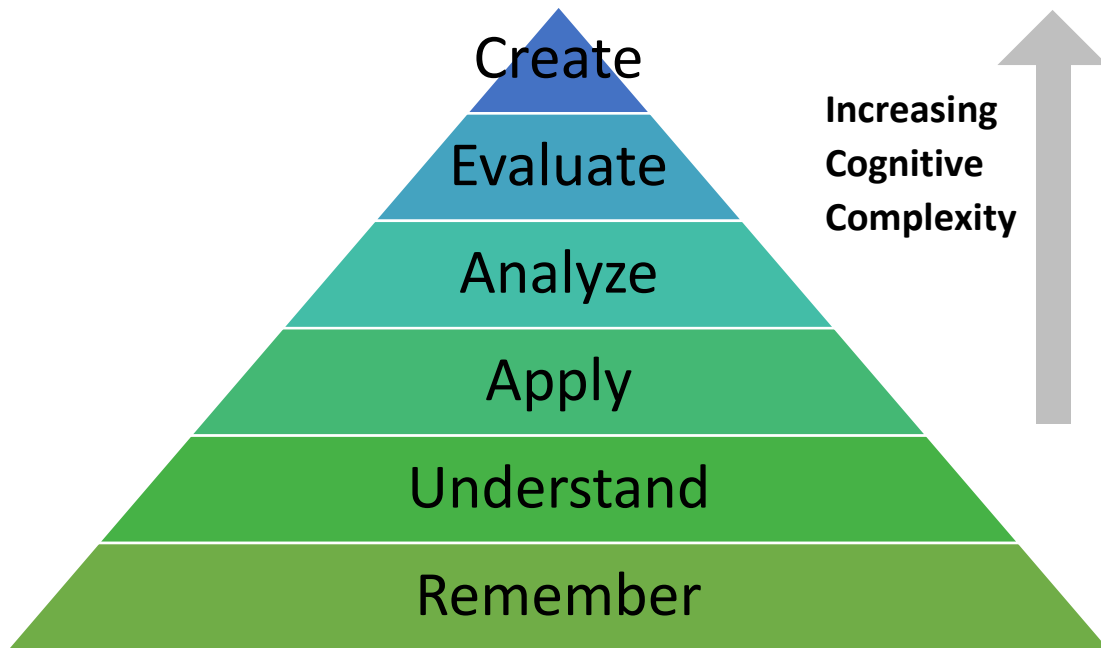 Create
Evaluate
Analyze
Apply
Understand
Remember
Increasing
Cognitive
Complexity